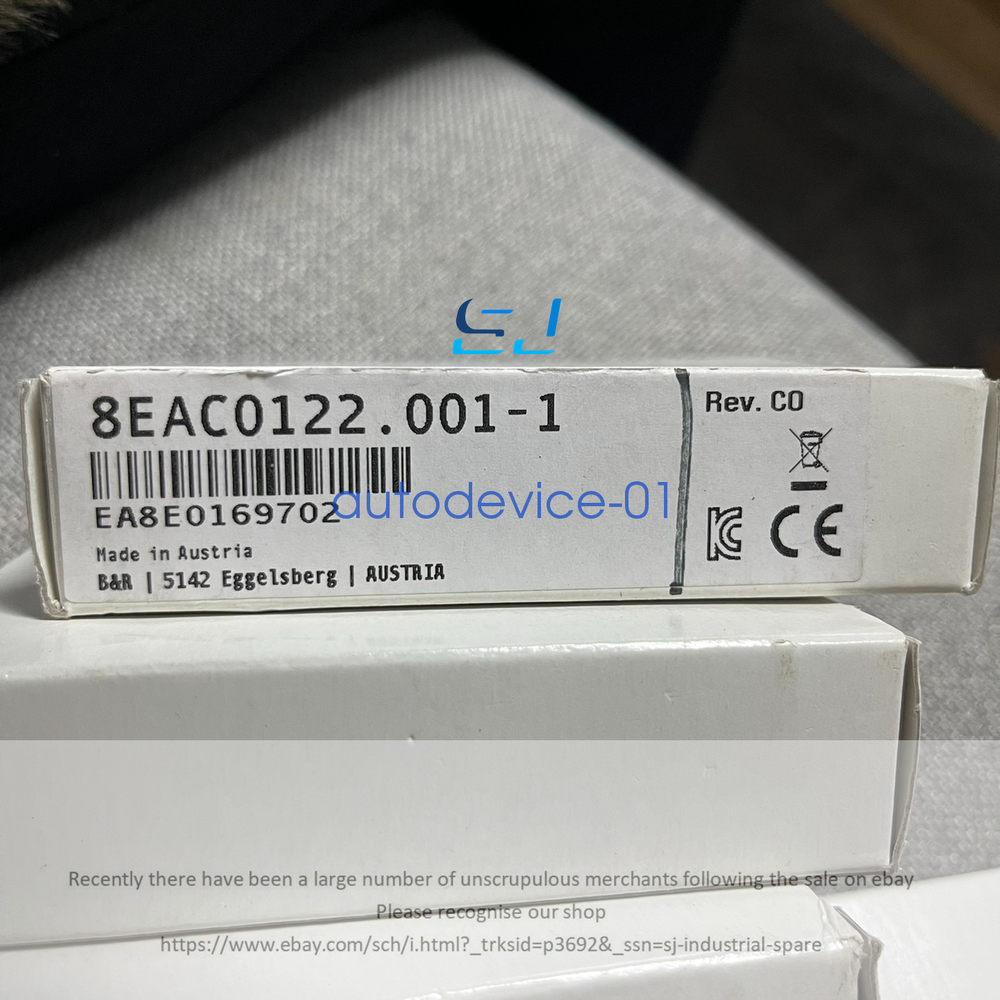 SJ
8EAC0122.001-1
Rev. C0
EA8E0169702
autodevice-01
Made in Austria
B&R | 5142 Eggelsberg | AUSTRIA
CE
Recently there have been a large number of unscrupulous merchants following the sale on ebay
Please recognise our shop
https://www.ebay.com/sch/i.html?_trksid=p3692&_ssn=sj-industrial-spare